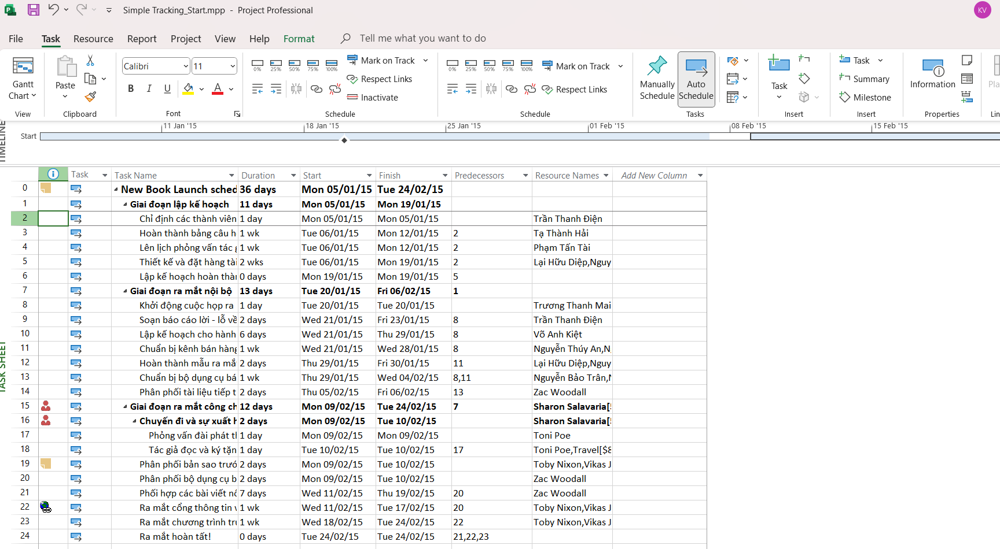 Simple Tracking_Start.mpp - Project Professional
KV
File Task Resource Report Project View Help Format Tell me what you want to do
Gantt Chart
View
Paste
Clipboard
Calibri 11
B I U A
Font
0% 25% 50% 75% 100%
Mark on Track
Respect Links
Inactivate
Schedule
0% 25% 50% 75% 100%
Mark on Track
Respect Links
Schedule
Manually Schedule
Auto Schedule
Tasks
Task
Insert
Task
Summary
Milestone
Insert
Information
Properties
TIMELINE
11 Jan '15 18 Jan '15 25 Jan '15 01 Feb '15 08 Feb '15 15 Feb '15
Start
TASK SHEET
Task Task Name Duration Start Finish Predecessors Resource Names Add New Column
0 New Book Launch sched 36 days Mon 05/01/15 Tue 24/02/15
1 Giai đoạn lập kế hoạch 11 days Mon 05/01/15 Mon 19/01/15
2 Chỉ định các thành viên 1 day Mon 05/01/15 Mon 05/01/15 Trần Thanh Điện
3 Hoàn thành bảng câu h 1 wk Tue 06/01/15 Mon 12/01/15 2 Tạ Thành Hải
4 Lên lịch phỏng vấn tác g 1 wk Tue 06/01/15 Mon 12/01/15 2 Phạm Tấn Tài
5 Thiết kế và đặt hàng tài 2 wks Tue 06/01/15 Mon 19/01/15 2 Lại Hữu Diệp,Nguy
6 Lập kế hoạch hoàn thàn 0 days Mon 19/01/15 Mon 19/01/15 5
7 Giai đoạn ra mắt nội bộ 13 days Tue 20/01/15 Fri 06/02/15 1
8 Khởi động cuộc họp ra 1 day Tue 20/01/15 Tue 20/01/15 Trương Thanh Mai
9 Soạn báo cáo lời - lỗ về 2 days Wed 21/01/15 Fri 23/01/15 8 Trần Thanh Điện
10 Lập kế hoạch cho hành 6 days Wed 21/01/15 Thu 29/01/15 8 Võ Anh Kiệt
11 Chuẩn bị kênh bán hàng 1 wk Wed 21/01/15 Wed 28/01/15 8 Nguyễn Thúy An,N
12 Hoàn thành mẫu ra mắ 2 days Thu 29/01/15 Fri 30/01/15 11 Lại Hữu Diệp,Nguy
13 Chuẩn bị bộ dụng cụ bá 1 wk Thu 29/01/15 Wed 04/02/15 8,11 Nguyễn Bảo Trân,N
14 Phân phối tài liệu tiếp t 2 days Thu 05/02/15 Fri 06/02/15 13 Zac Woodall
15 Giai đoạn ra mắt công ch 12 days Mon 09/02/15 Tue 24/02/15 7 Sharon Salavaria[
16 Chuyến đi và sự xuất h 2 days Mon 09/02/15 Tue 10/02/15 Sharon Salavaria[
17 Phỏng vấn đài phát th 1 day Mon 09/02/15 Mon 09/02/15 Toni Poe
18 Tác giả đọc và ký tặn 1 day Tue 10/02/15 Tue 10/02/15 17 Toni Poe,Travel[$8
19 Phân phối bản sao trướ 2 days Mon 09/02/15 Tue 10/02/15 Toby Nixon,Vikas J
20 Phân phối bộ dụng cụ b 2 days Mon 09/02/15 Tue 10/02/15 Zac Woodall
21 Phối hợp các bài viết nó 7 days Wed 11/02/15 Thu 19/02/15 20 Zac Woodall
22 Ra mắt cổng thông tin v 1 wk Wed 11/02/15 Tue 17/02/15 20 Toby Nixon,Vikas J
23 Ra mắt chương trình trự 1 wk Wed 18/02/15 Tue 24/02/15 22 Toby Nixon,Vikas J
24 Ra mắt hoàn tất! 0 days Tue 24/02/15 Tue 24/02/15 21,22,23